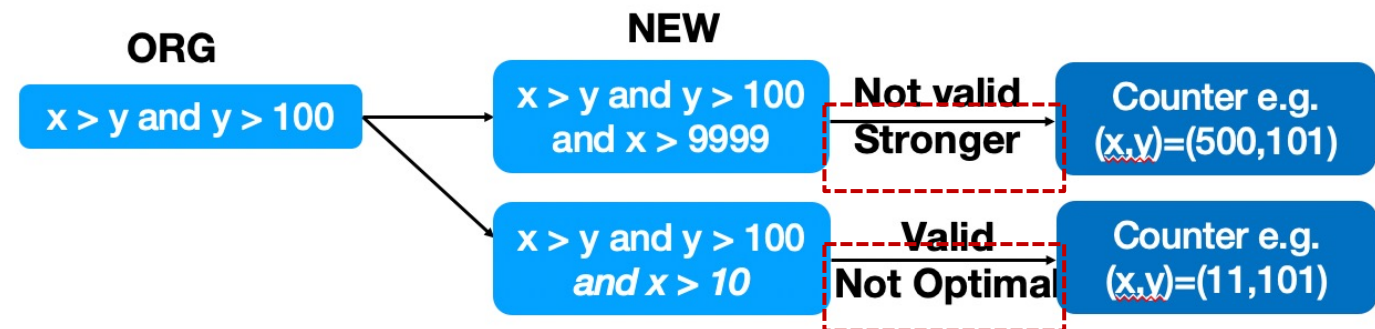 ORG
NEW
x > y and y > 100
x > y and y > 100
and x > 9999
Not valid
Stronger
Counter e.g.
(x,y)=(500,101)
x > y and y > 100
and x > 10
Valid
Not Optimal
Counter e.g.
(x,y)=(11,101)